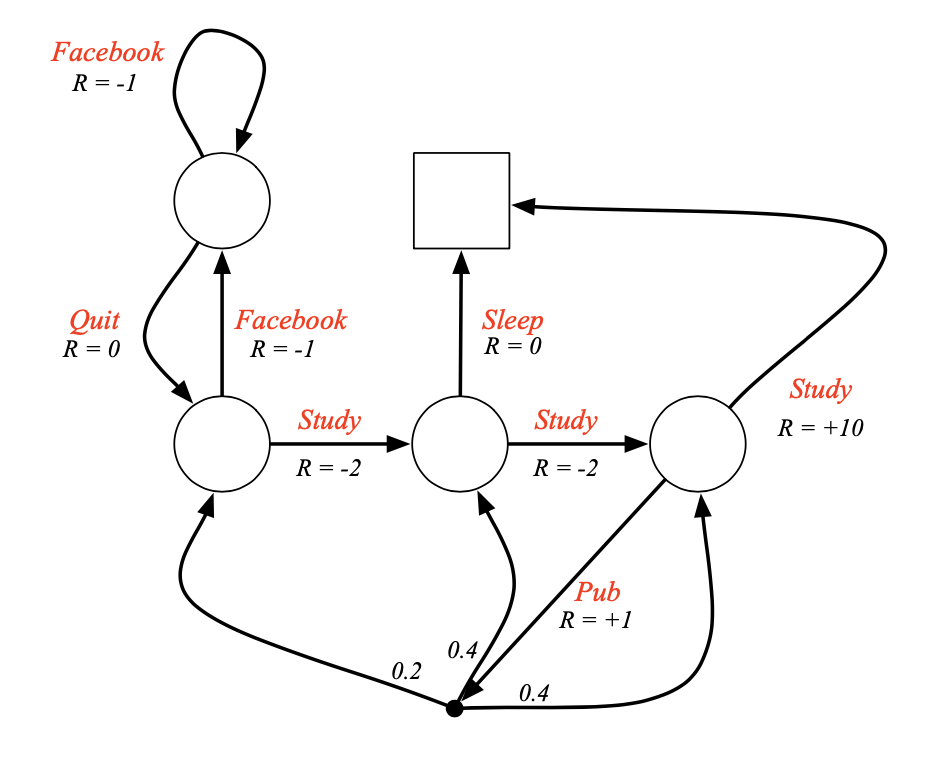 Facebook
R = -1
Quit
R = 0
Facebook
R = -1
Sleep
R = 0
Study
R = -2
Study
R = -2
Study
R = +10
Pub
R = +1
0.2
0.4
0.4